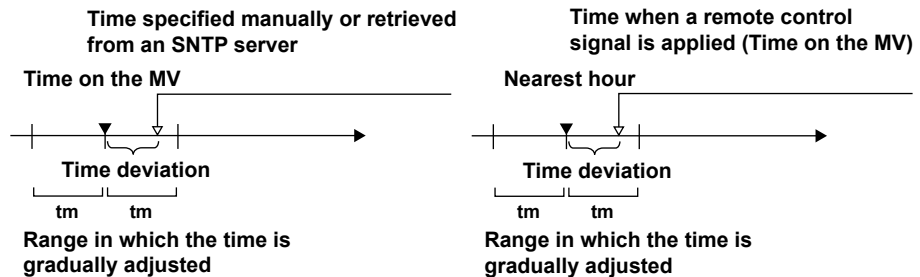 Time specified manually or retrieved
from an SNTP server
Time on the MV
Time deviation
tm tm
Range in which the time is
gradually adjusted
Time when a remote control
signal is applied (Time on the MV)
Nearest hour
Time deviation
tm tm
Range in which the time is
gradually adjusted